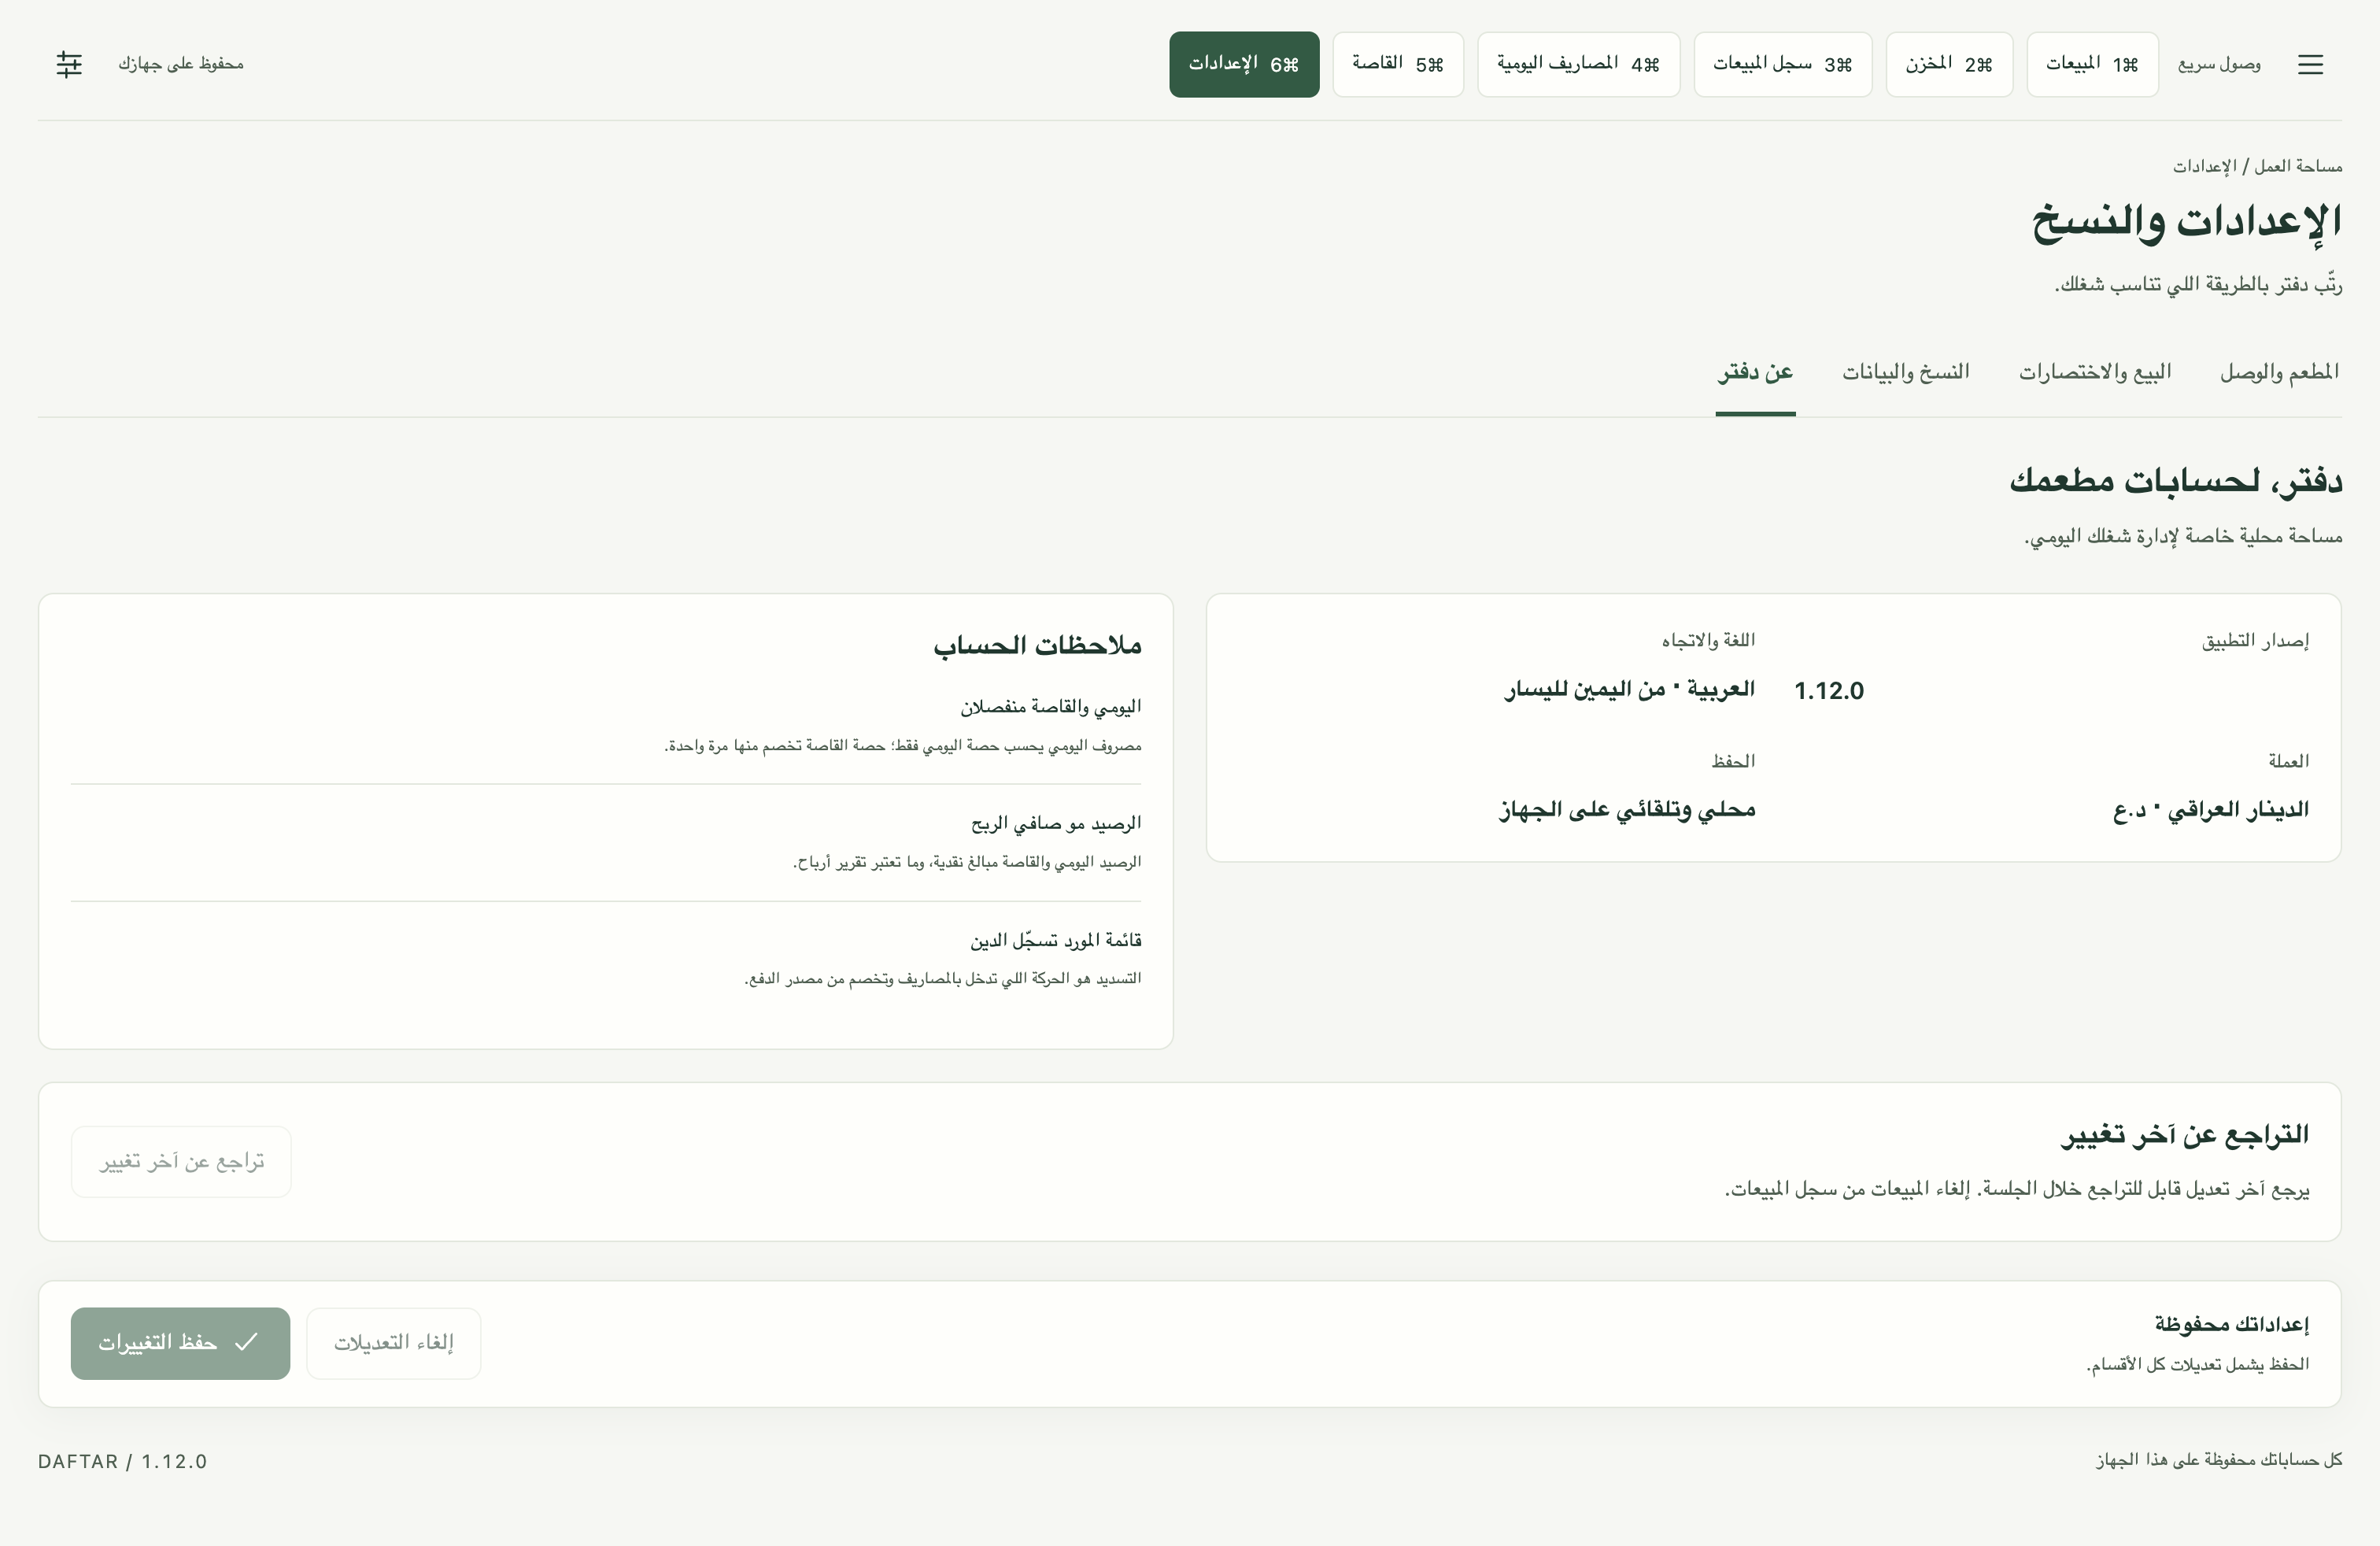 وصول سريع
⌘1 المبيعات
⌘2 المخزن
⌘3 سجل المبيعات
⌘4 المصاريف اليومية
⌘5 القاصة
⌘6 الإعدادات
محفوظ على جهازك
مساحة العمل / الإعدادات
الإعدادات والنسخ
رتّب دفتر بالطريقة اللي تناسب شغلك.
المطعم والوصل
البيع والاختصارات
النسخ والبيانات
عن دفتر
دفتر، لحسابات مطعمك
مساحة محلية خاصة لإدارة شغلك اليومي.
إصدار التطبيق
1.12.0
اللغة والاتجاه
العربية · من اليمين لليسار
العملة
الدينار العراقي · د.ع
الحفظ
محلي وتلقائي على الجهاز
ملاحظات الحساب
اليومي والقاصة منفصلان
مصروف اليومي يحسب حصة اليومي فقط؛ حصة القاصة تخصم منها مرة واحدة.
الرصيد مو صافي الربح
الرصيد اليومي والقاصة مبالغ نقدية، وما تعتبر تقرير أرباح.
قائمة المورد تسجّل الدين
التسديد هو الحركة اللي تدخل بالمصاريف وتخصم من مصدر الدفع.
التراجع عن آخر تغيير
يرجع آخر تعديل قابل للتراجع خلال الجلسة. إلغاء المبيعات من سجل المبيعات.
تراجع عن آخر تغيير
إعداداتك محفوظة
الحفظ يشمل تعديلات كل الأقسام.
إلغاء التعديلات
حفظ التغييرات
كل حساباتك محفوظة على هذا الجهاز
DAFTAR / 1.12.0